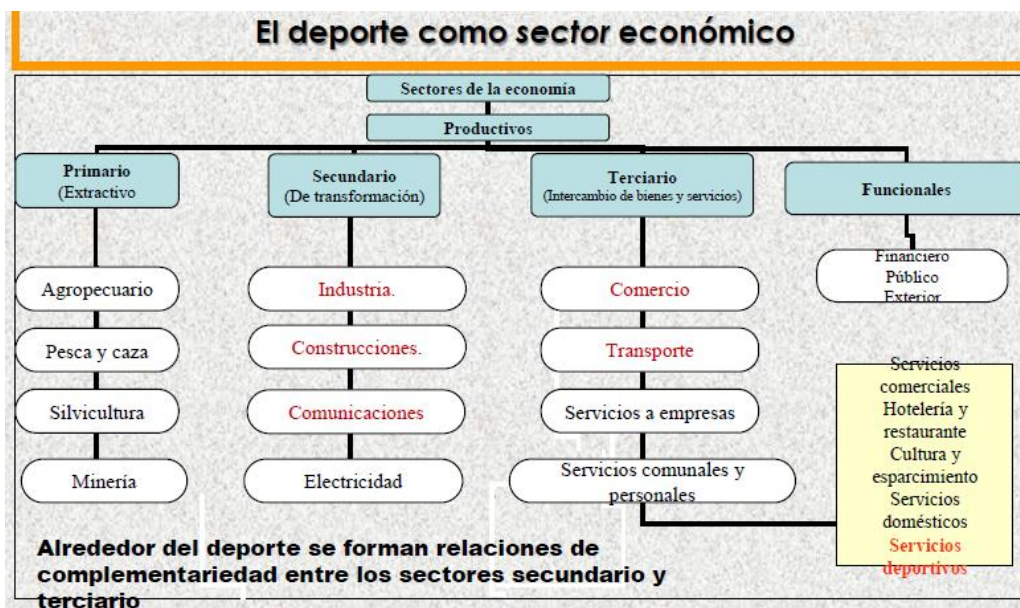 El deporte como sector económico
Sectores de la economía
Productivos
Primario
(Extractivo
Secundario
(De transformación)
Terciario
(Intercambio de bienes y servicios)
Funcionales
Agropecuario
Pesca y caza
Silvicultura
Minería
Industria.
Construcciones.
Comunicaciones
Electricidad
Comercio
Transporte
Servicios a empresas
Servicios comunales y
personales
Financiero
Público
Exterior
Servicios
comerciales
Hotelería y
restaurante
Cultura y
esparcimiento
Servicios
domésticos
Servicios
deportivos
Alrededor del deporte se forman relaciones de
complementariedad entre los sectores secundario y
terciario